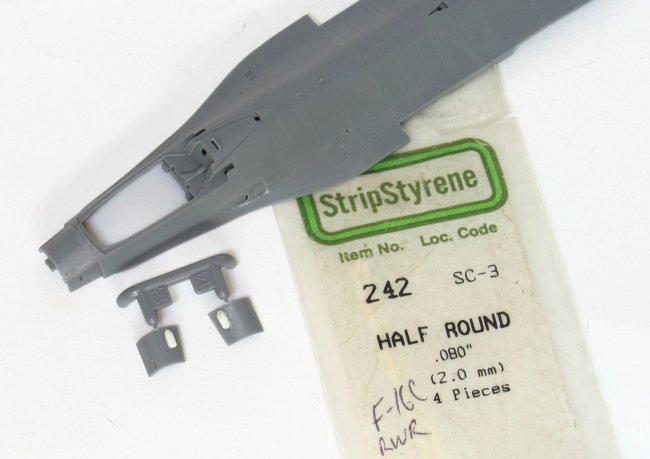 StripStyrene
Item No. Loc. Code
242 SC-3
HALF ROUND
.080"
(2.0 mm)
4 Pieces
F-16C
RWR